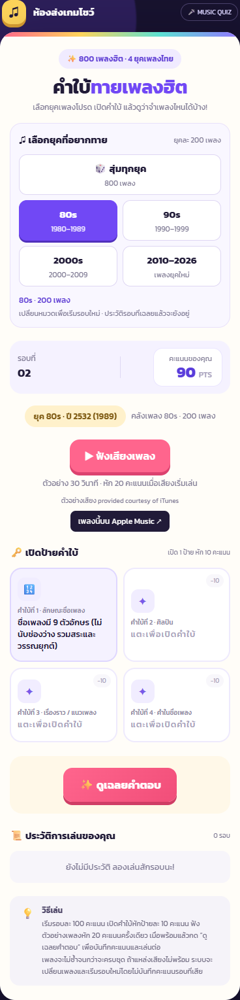 ห้องส่งเกมโชว์
🎤 MUSIC QUIZ
✨ 800 เพลงฮิต · 4 ยุคเพลงไทย
คำใบ้ทายเพลงฮิต
เลือกยุคเพลงโปรด เปิดคำใบ้ แล้วดูว่าจำเพลงไหนได้บ้าง!
♫ เลือกยุคที่อยากทาย
ยุคละ 200 เพลง
🎲 สุ่มทุกยุค
800 เพลง
80s
1980–1989
90s
1990–1999
2000s
2000–2009
2010–2026
เพลงยุคใหม่
80s · 200 เพลง
เปลี่ยนหมวดเพื่อเริ่มรอบใหม่ · ประวัติรอบที่เฉลยแล้วจะยังอยู่
รอบที่
02
คะแนนของคุณ
90 PTS
ยุค 80s · ปี 2532 (1989)
คลังเพลง 80s · 200 เพลง
▶ ฟังเสียงเพลง
ตัวอย่าง 30 วินาที · หัก 20 คะแนนเมื่อเสียงเริ่มเล่น
ตัวอย่างเสียง provided courtesy of iTunes
เพลงนี้บน Apple Music ↗
🔑 เปิดป้ายคำใบ้
เปิด 1 ป้าย หัก 10 คะแนน
คำใบ้ที่ 1 · ลักษณะชื่อเพลง
ชื่อเพลงมี 9 ตัวอักษร (ไม่
นับช่องว่าง รวมสระและ
วรรณยุกต์)
−10
คำใบ้ที่ 2 · ศิลปิน
แตะเพื่อเปิดคำใบ้
−10
คำใบ้ที่ 3 · เรื่องราว / แนวเพลง
แตะเพื่อเปิดคำใบ้
−10
คำใบ้ที่ 4 · คำในชื่อเพลง
แตะเพื่อเปิดคำใบ้
✨ ดูเฉลยคำตอบ
📜 ประวัติการเล่นของคุณ
0 รอบ
ยังไม่มีประวัติ ลองเล่นสักรอบนะ!
💡 วิธีเล่น
เริ่มรอบละ 100 คะแนน เปิดคำใบ้หักป้ายละ 10 คะแนน ฟัง
ตัวอย่างเพลงหัก 20 คะแนนครั้งเดียว เมื่อพร้อมแล้วกด "ดู
เฉลยคำตอบ" เพื่อบันทึกคะแนนและเล่นต่อ
เพลงจะไม่ซ้ำจนกว่าจะครบชุด ถ้าแหล่งเสียงไม่พร้อม ระบบจะ
เปลี่ยนเพลงและเริ่มรอบใหม่โดยไม่บันทึกคะแนนรอบที่เสีย